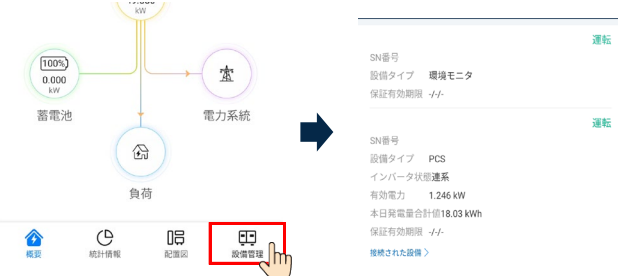 kW
100%
0.000
kW
蓄電池
電力系統
負荷
概要
統計情報
配置図
設備管理
運転
SN番号
設備タイプ 環境モニタ
保証有効期限 -/-/-
運転
SN番号
設備タイプ PCS
インバータ状態連系
有効電力 1.246 kW
本日発電量合計値18.03 kWh
保証有効期限 -/-/-
接続された設備 〉